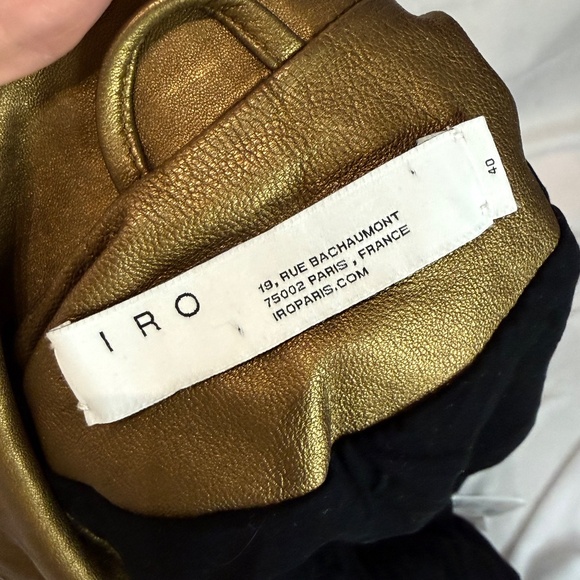 IRO
19, RUE BACHAUMONT
75002 PARIS, FRANCE
IROPARIS.COM
40